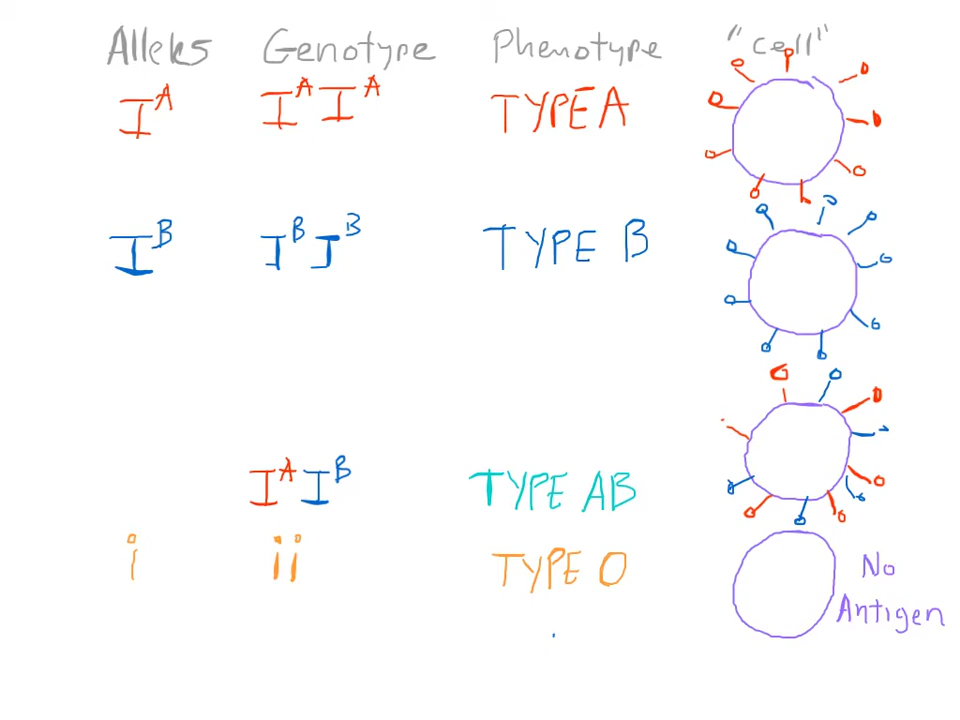 Alleles Genotype Phenotype "cell"
I^A I^A I^A TYPE A
I^B I^B I^B TYPE B
I^A I^B TYPE AB
i ii TYPE O No
Antigen